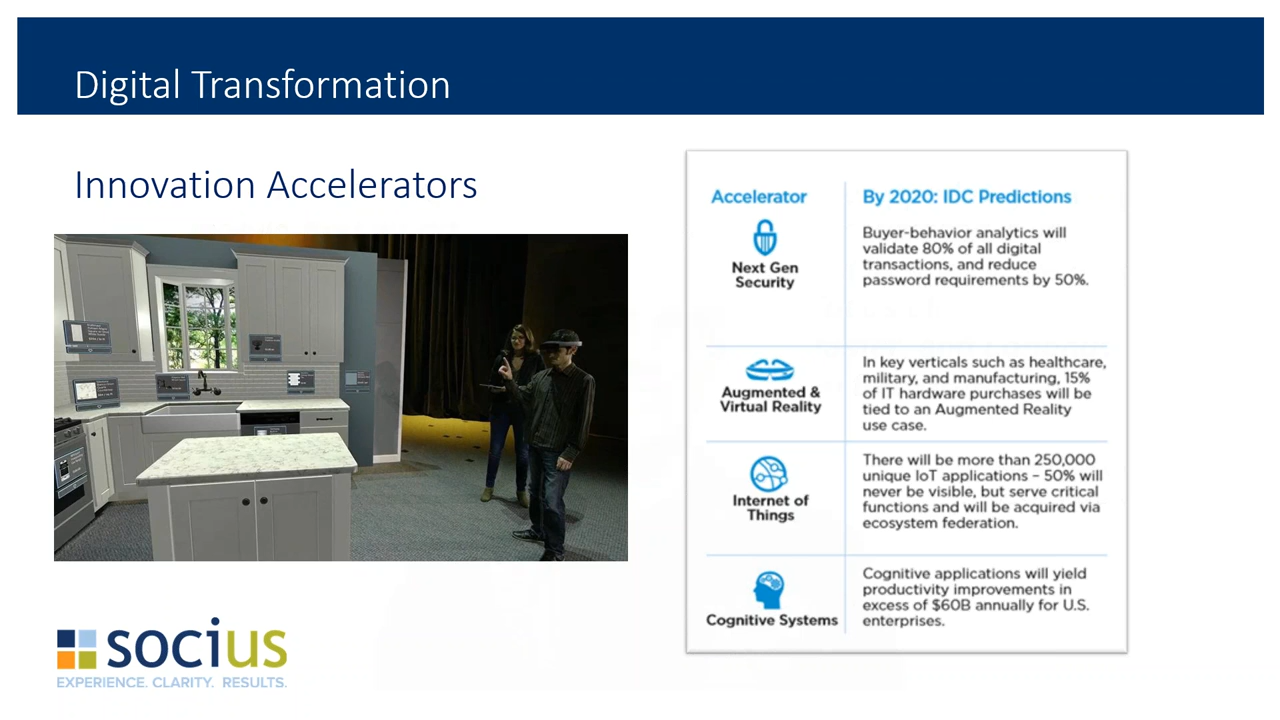 Digital Transformation
Innovation Accelerators
Accelerator
By 2020: IDC Predictions
Next Gen
Security
Buyer-behavior analytics will
validate 80% of all digital
transactions, and reduce
password requirements by 50%.
Augmented &
Virtual Reality
In key verticals such as healthcare,
military, and manufacturing, 15%
of IT hardware purchases will be
tied to an Augmented Reality
use case.
Internet of
Things
There will be more than 250,000
unique IoT applications – 50% will
never be visible, but serve critical
functions and will be acquired via
ecosystem federation.
Cognitive Systems
Cognitive applications will yield
productivity improvements in
excess of $60B annually for U.S.
enterprises.
socius
EXPERIENCE. CLARITY. RESULTS.